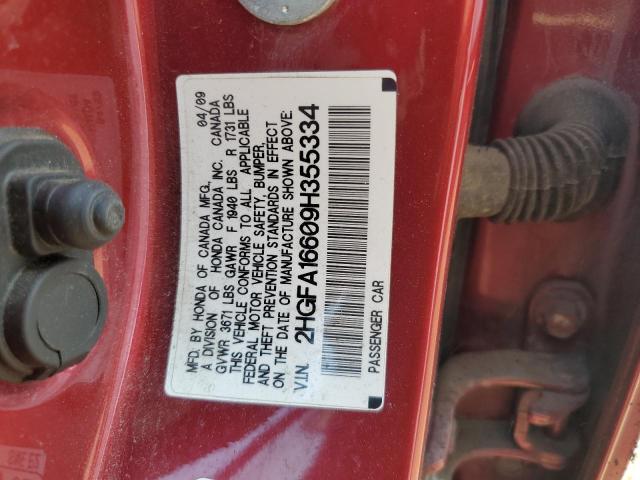 MFD. BY HONDA OF CANADA MFG. 04/09
A DIVISION OF HONDA CANADA INC. CANADA
GVWR 3671 LBS GAWR F 1940 LBS R 1731 LBS
THIS VEHICLE CONFORMS TO ALL APPLICABLE
FEDERAL MOTOR VEHICLE SAFETY, BUMPER,
AND THEFT PREVENTION STANDARDS IN EFFECT
ON THE DATE OF MANUFACTURE SHOWN ABOVE.
V.I.N. 2HGFA16609H355334
PASSENGER CAR